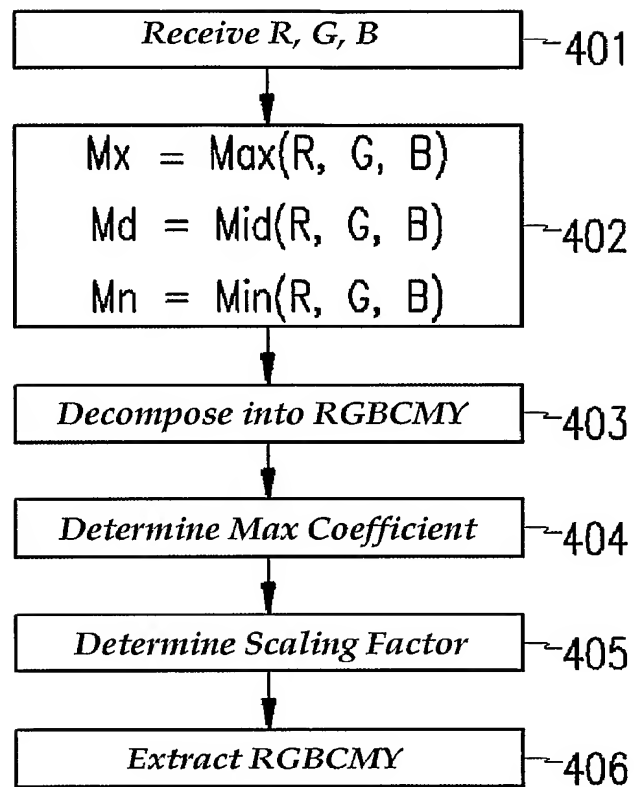 Receive R, G, B
401
Mx = Max(R, G, B)
Md = Mid(R, G, B)
Mn = Min(R, G, B)
402
Decompose into RGBCMY
403
Determine Max Coefficient
404
Determine Scaling Factor
405
Extract RGBCMY
406